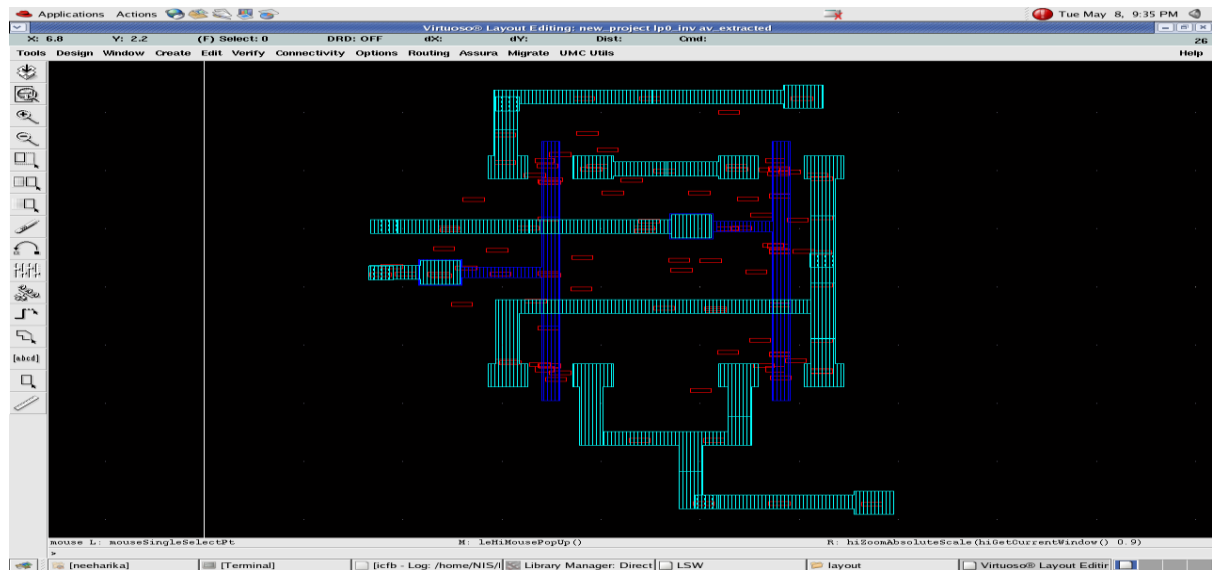 Applications Actions Tue May 8, 9:35 PM
Virtuoso® Layout Editing: new_project lp0_inv av_extracted
X: 6.8 Y: 2.2 (F) Select: 0 DRD: OFF dX: dY: Dist: Cmd: 26
Tools Design Window Create Edit Verify Connectivity Options Routing Assura Migrate UMC Utils Help
[abcd]
mouse L: mouseSingleSelectPt M: leHiMousePopUp() R: hiZoomAbsoluteScale(hiGetCurrentWindow() 0.9)
>
[neeharika] [Terminal] [icfb - Log: /home/NIS/l Library Manager: Direct LSW layout Virtuoso® Layout Editin